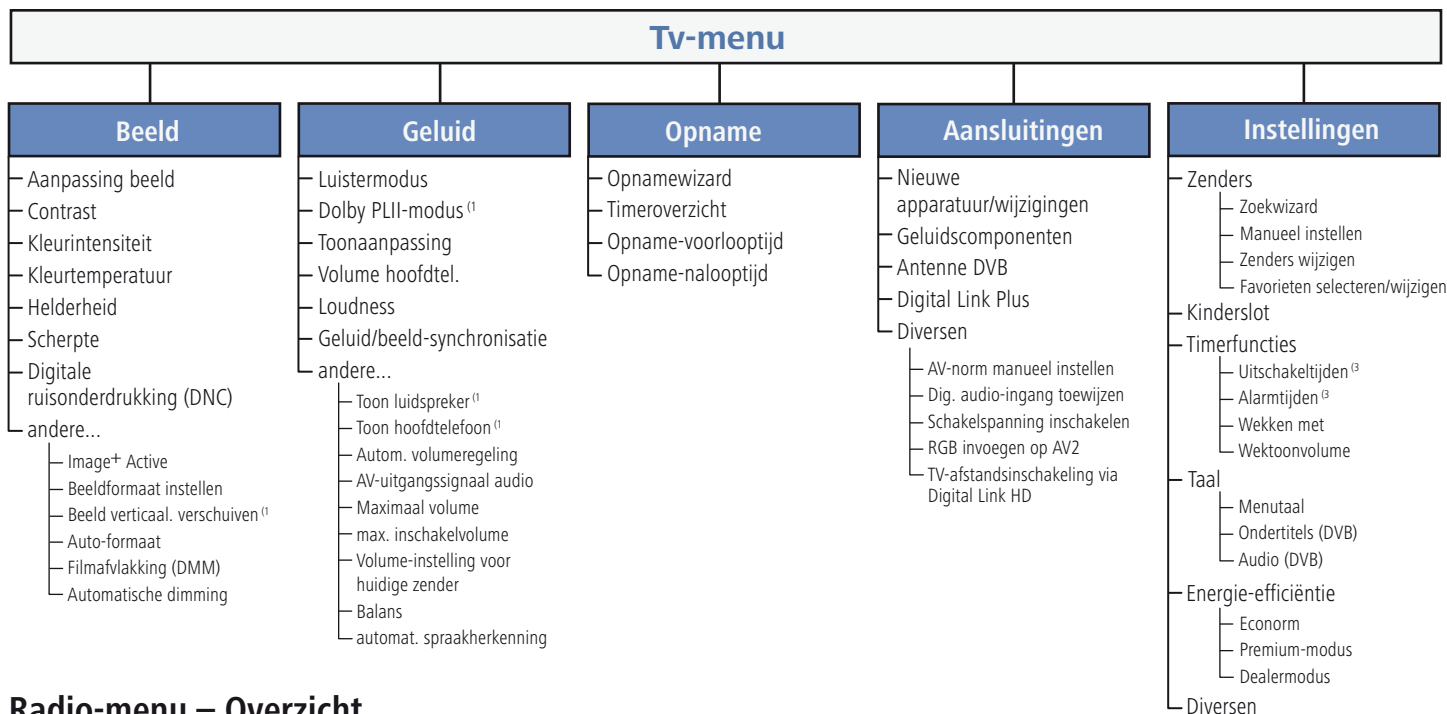 Tv-menu
Beeld
Aanpassing beeld
Contrast
Kleurintensiteit
Kleurtemperatuur
Helderheid
Scherpte
Digitale
ruisonderdrukking (DNC)
andere...
Image+ Active
Beeldformaat instellen
Beeld verticaal. verschuiven (1
Auto-formaat
Filmafvlakking (DMM)
Automatische dimming
Geluid
Luistermodus
Dolby PLII-modus (1
Toonaanpassing
Volume hoofdtel.
Loudness
Geluid/beeld-synchronisatie
andere...
Toon luidspreker (1
Toon hoofdtelefoon (1
Autom. volumeregeling
AV-uitgangssignaal audio
Maximaal volume
max. inschakelvolume
Volume-instelling voor
huidige zender
Balans
automat. spraakherkenning
Opname
Opnamewizard
Timeroverzicht
Opname-voorlooptijd
Opname-nalooptijd
Aansluitingen
Nieuwe
apparatuur/wijzigingen
Geluidscomponenten
Antenne DVB
Digital Link Plus
Diversen
AV-norm manueel instellen
Dig. audio-ingang toewijzen
Schakelspanning inschakelen
RGB invoegen op AV2
TV-afstandsinschakeling via
Digital Link HD
Instellingen
Zenders
Zoekwizard
Manueel instellen
Zenders wijzigen
Favorieten selecteren/wijzigen
Kinderslot
Timerfuncties
Uitschakeltijden (3
Alarmtijden (3
Wekken met
Wektoonvolume
Taal
Menutaal
Ondertitels (DVB)
Audio (DVB)
Energie-efficiëntie
Econorm
Premium-modus
Dealermodus
Diversen
Radio-menu – Overzicht